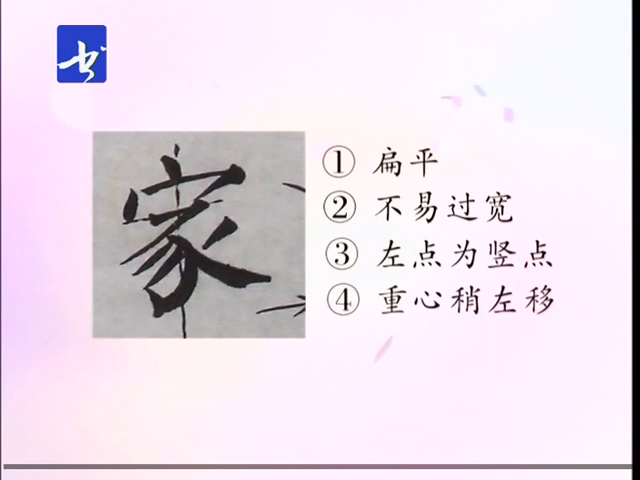 书
家
① 扁平
② 不易过宽
③ 左点为竖点
④ 重心稍左移